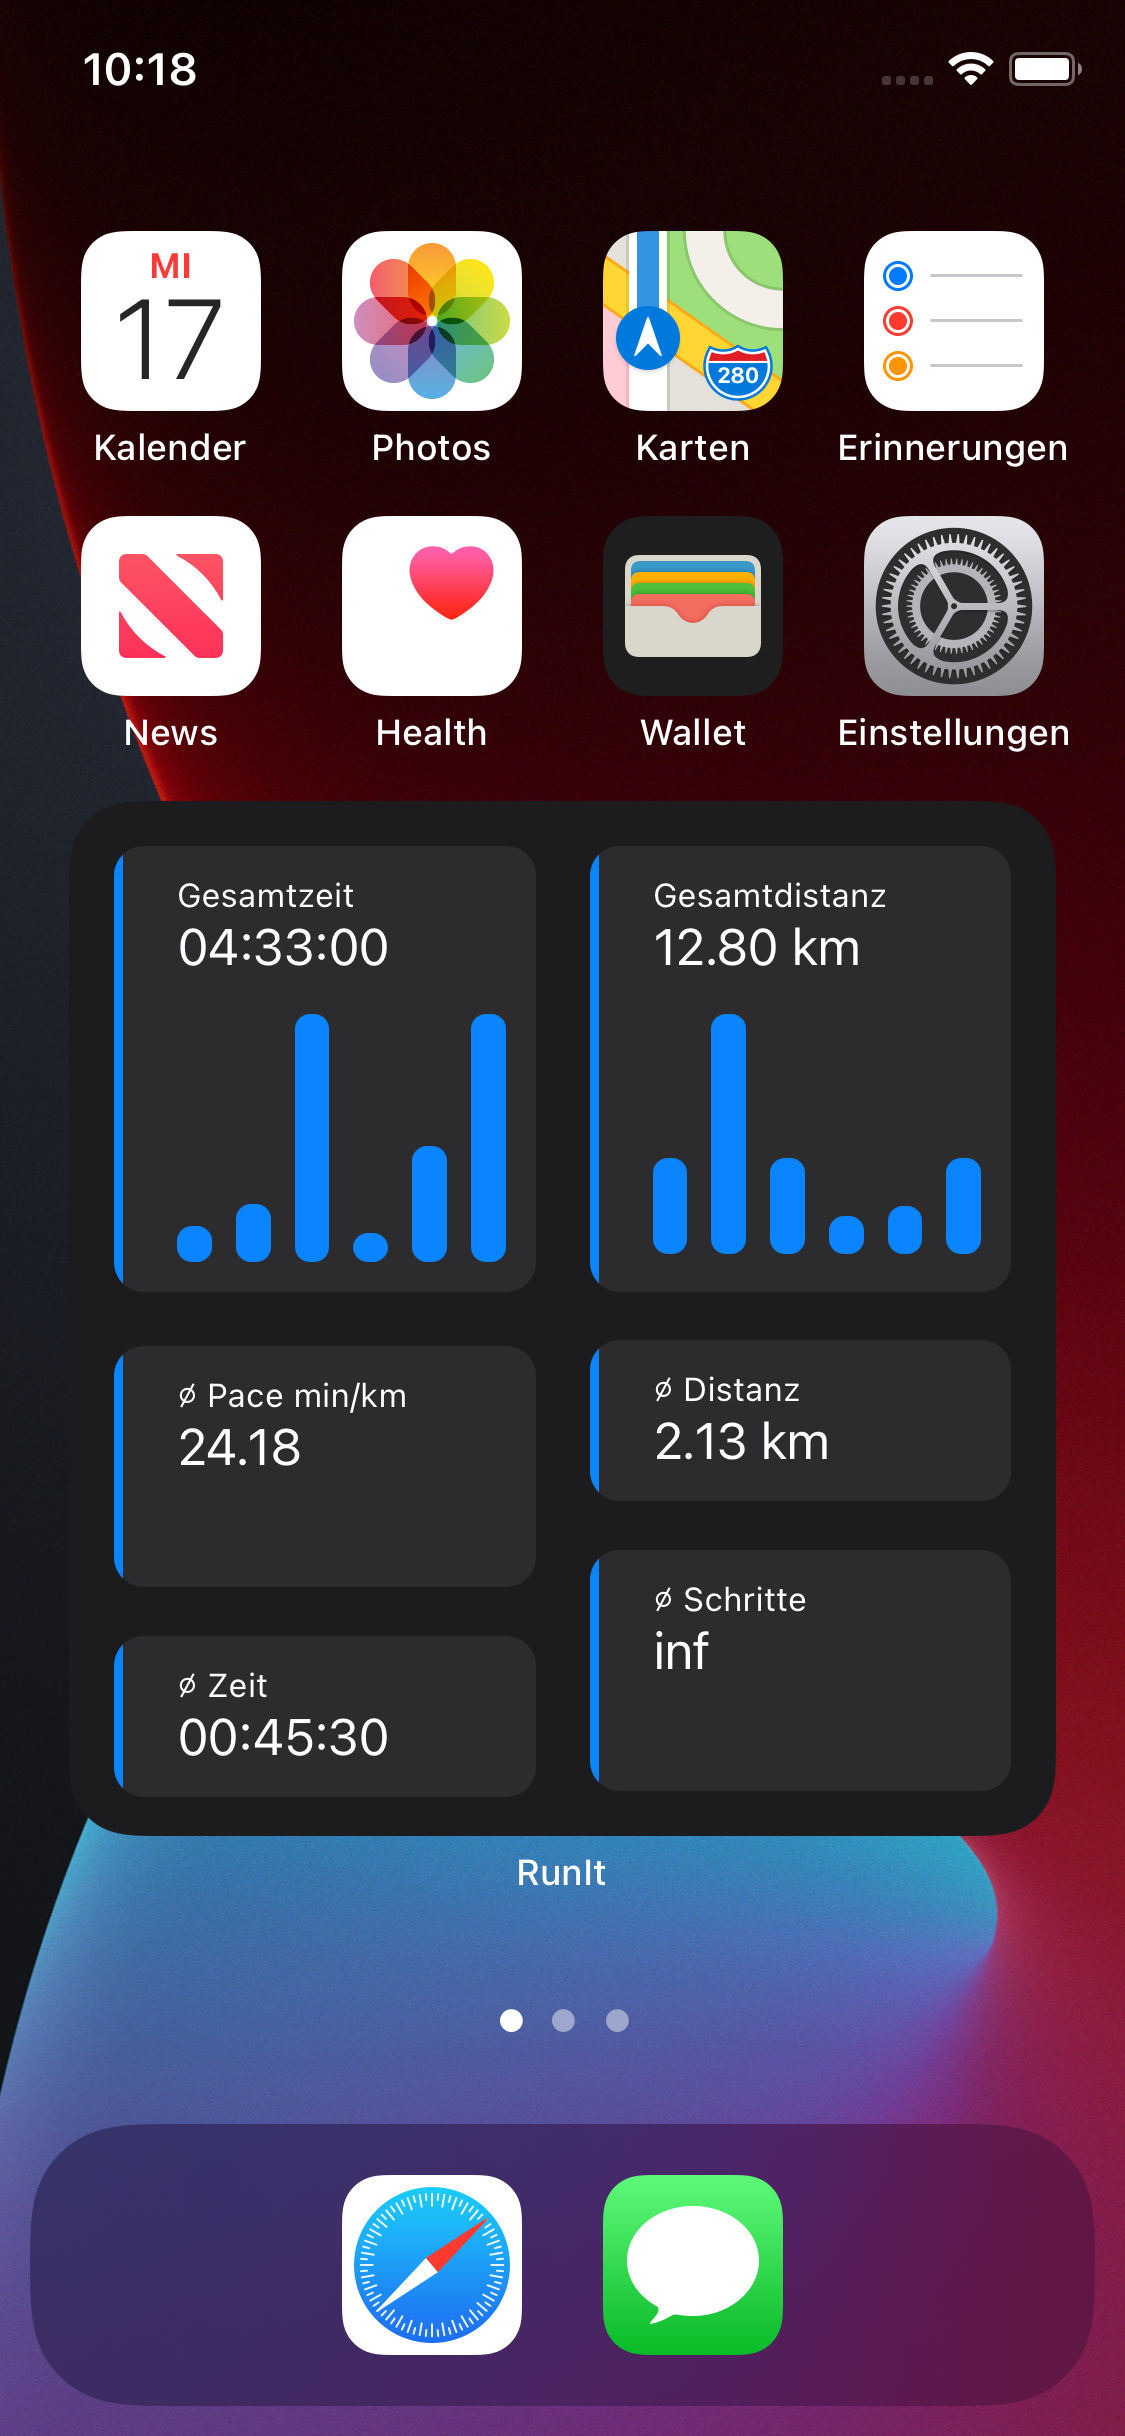 10:18
MI
17
280
Kalender
Photos
Karten
Erinnerungen
News
Health
Wallet
Einstellungen
Gesamtzeit
04:33:00
Gesamtdistanz
12.80 km
⌀ Pace min/km
24.18
⌀ Distanz
2.13 km
⌀ Schritte
inf
⌀ Zeit
00:45:30
RunIt